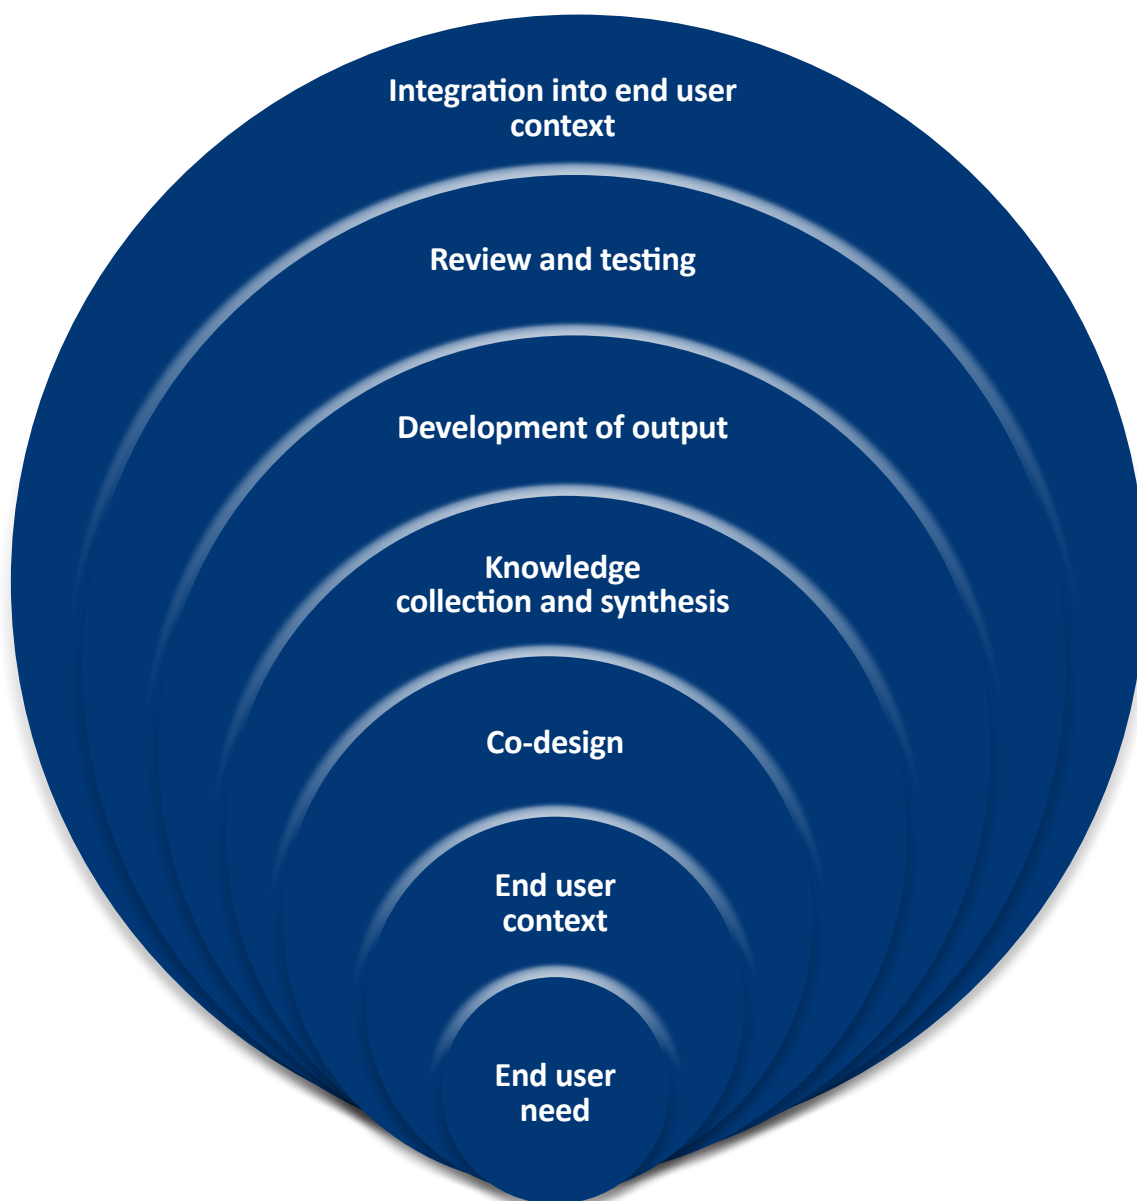 Integration into end user
context
Review and testing
Development of output
Knowledge
collection and synthesis
Co-design
End user
context
End user
need